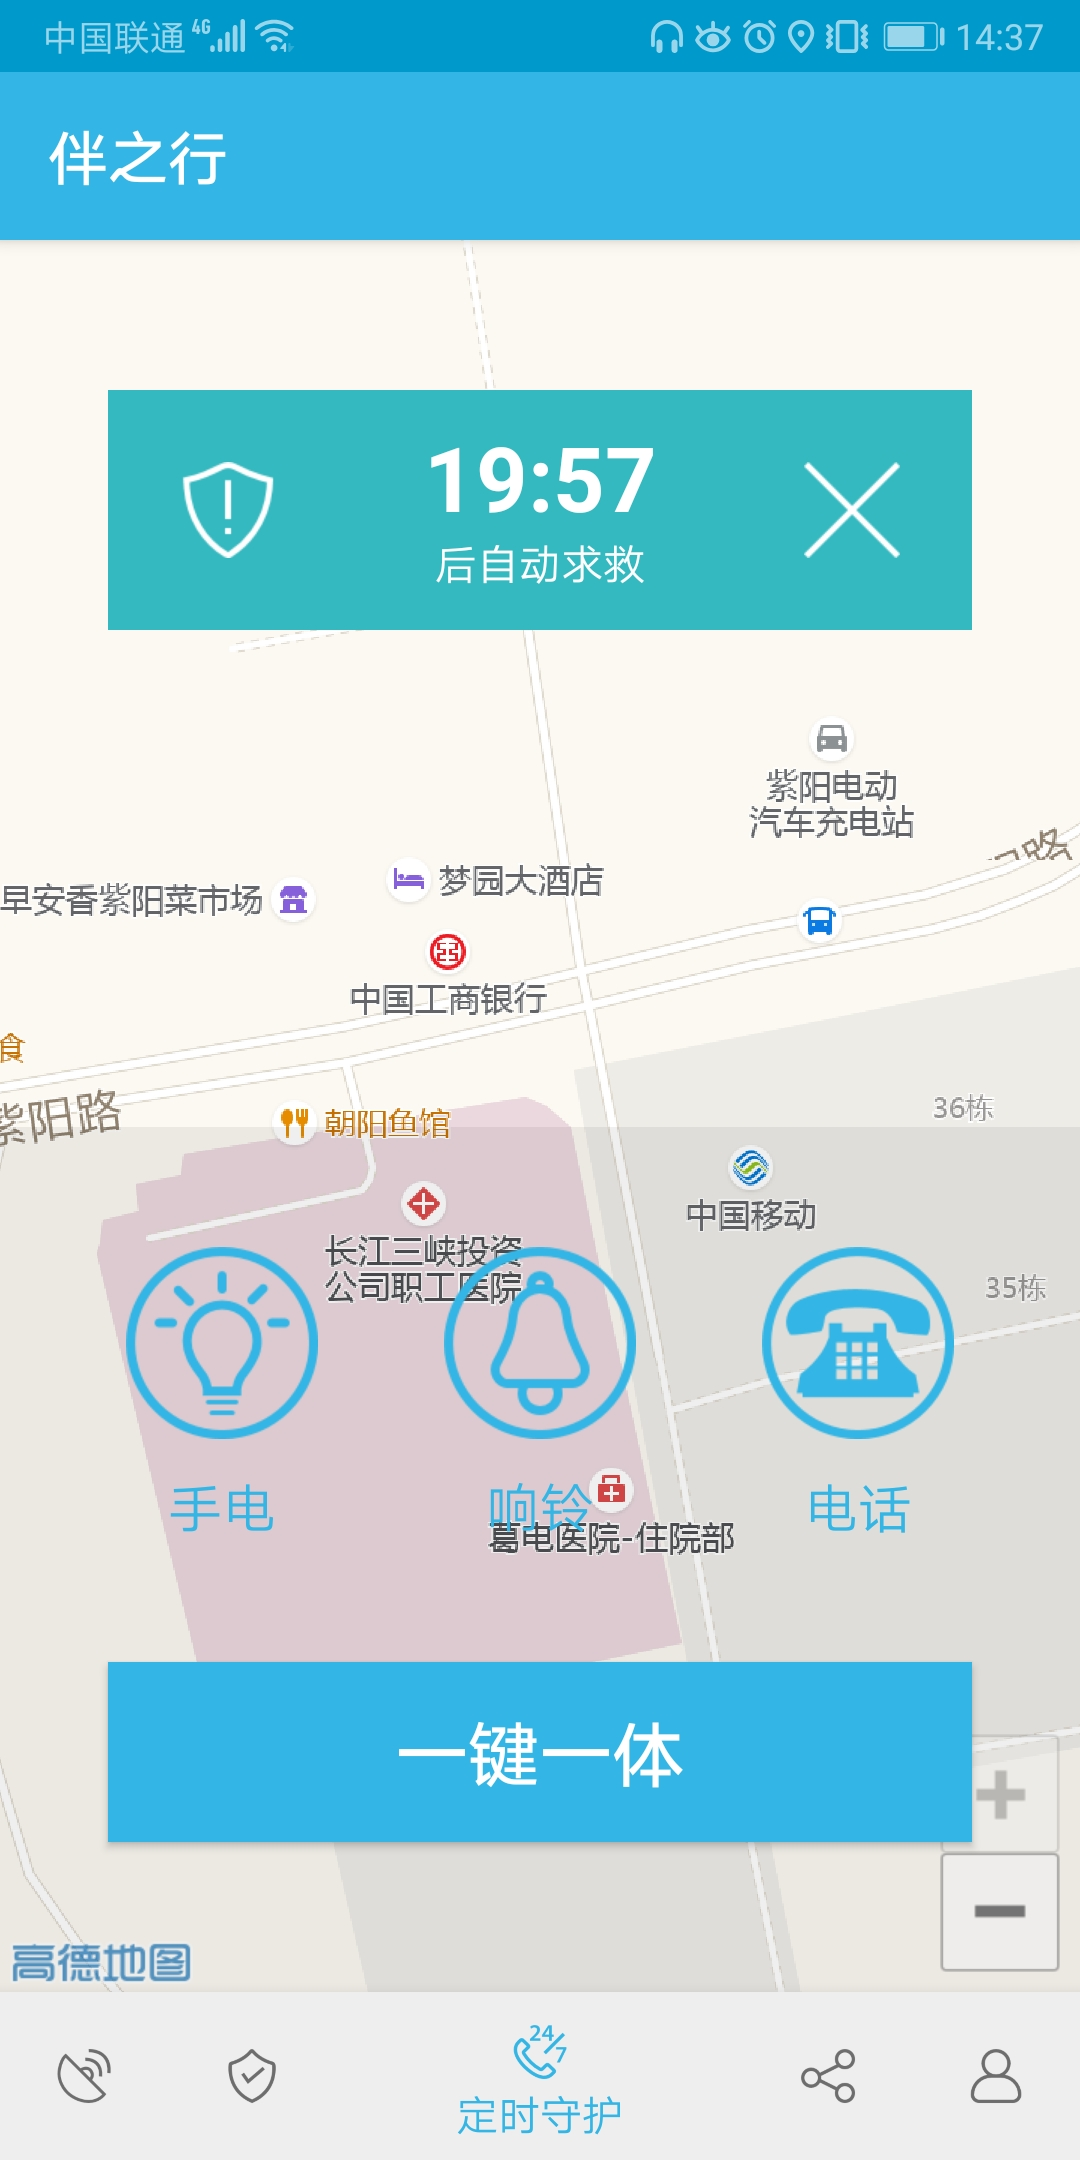 中国联通 4G 14:37
伴之行
19:57
后自动求救
紫阳电动
汽车充电站
路
梦园大酒店
早安香紫阳菜市场
中国工商银行
食
紫阳路
36栋
朝阳鱼馆
中国移动
长江三峡投资
公司职工医院
35栋
手电
响铃
电话
葛电医院-住院部
一键一体
高德地图
24/7
定时守护